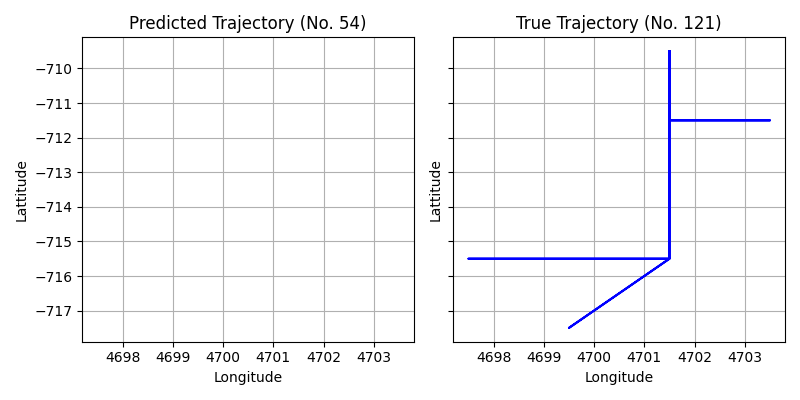 Predicted Trajectory (No. 54)
−710
−711
−712
−713
−714
−715
−716
−717
Lattitude
4698 4699 4700 4701 4702 4703
Longitude
True Trajectory (No. 121)
Lattitude
4698 4699 4700 4701 4702 4703
Longitude